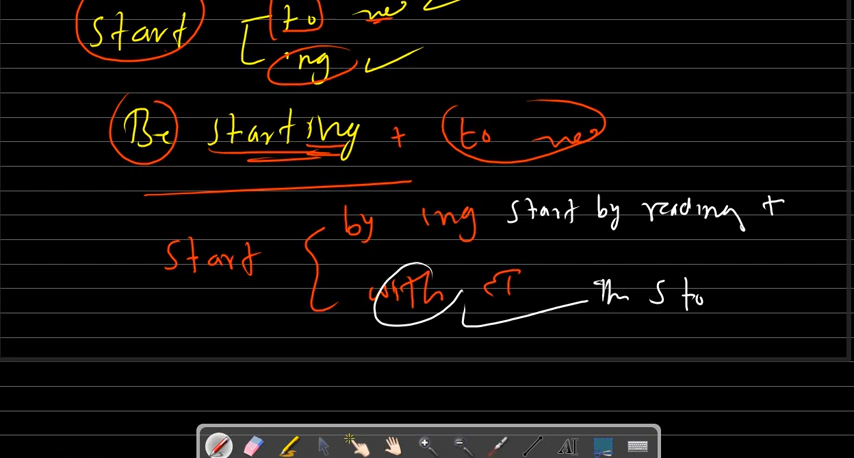 start to
ing
Be starting + to
start by ing start by reading +
with